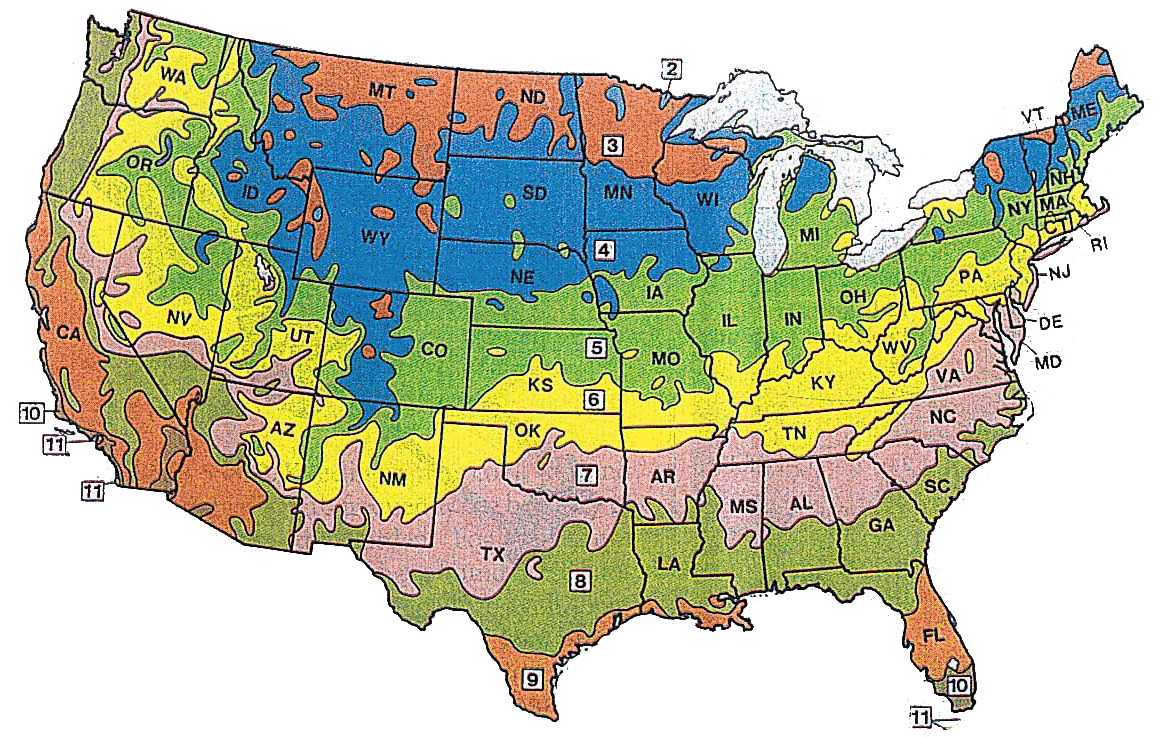 2
WA
MT
ND
VT
ME
3
OR
ID
SD
MN
WI
NH
WY
NY
MA
MI
CT
RI
4
NE
PA
NJ
IA
OH
NV
IL
IN
CA
UT
CO
5
MO
WV
DE
MD
KS
KY
VA
10
6
NC
11
AZ
OK
TN
NM
7
AR
SC
11
MS
AL
GA
TX
LA
8
FL
9
10
11